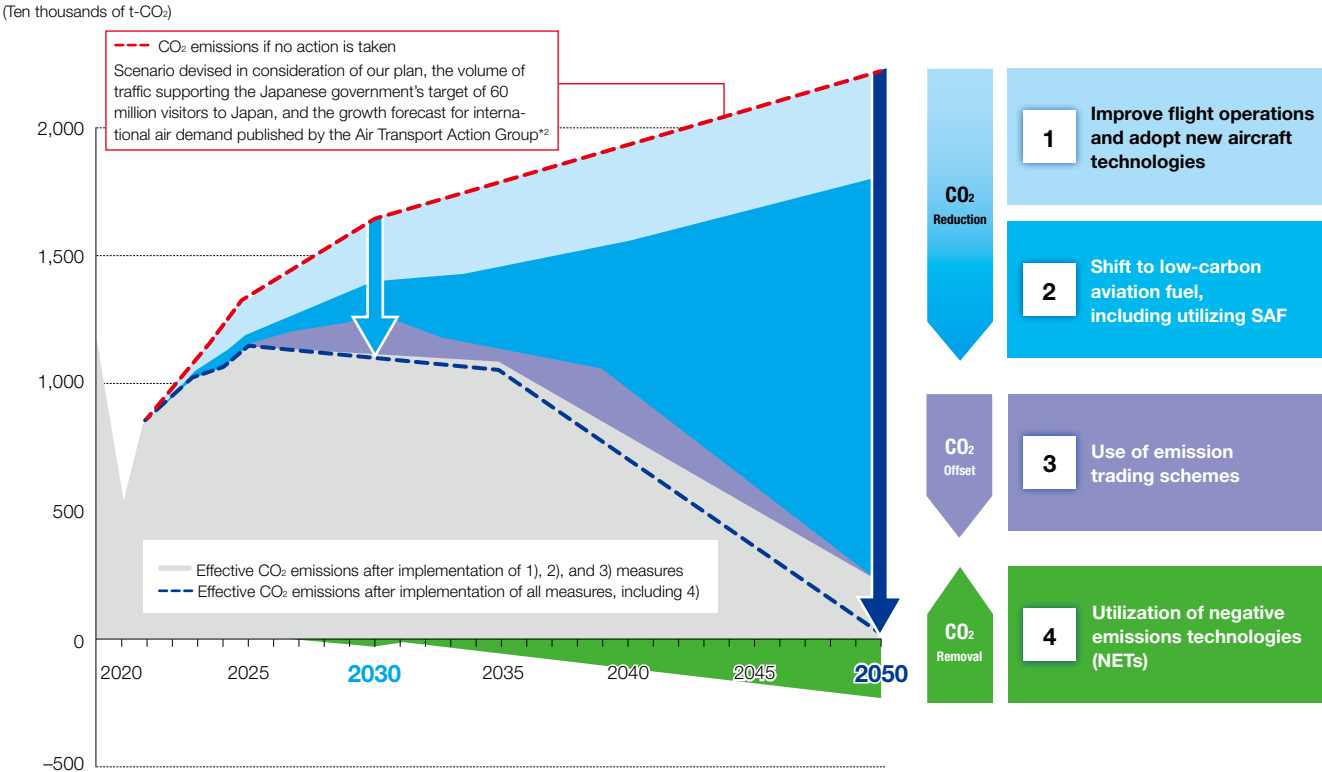 (Ten thousands of t-CO₂)
CO₂ emissions if no action is taken
Scenario devised in consideration of our plan, the volume of
traffic supporting the Japanese government's target of 60
million visitors to Japan, and the growth forecast for interna-
tional air demand published by the Air Transport Action Group*²
2,000
1,500
1,000
500
0
–500
Effective CO₂ emissions after implementation of 1), 2), and 3) measures
Effective CO₂ emissions after implementation of all measures, including 4)
2020
2025
2030
2035
2040
2045
2050
CO₂
Reduction
1
Improve flight operations
and adopt new aircraft
technologies
2
Shift to low-carbon
aviation fuel,
including utilizing SAF
CO₂
Offset
3
Use of emission
trading schemes
CO₂
Removal
4
Utilization of negative
emissions technologies
(NETs)